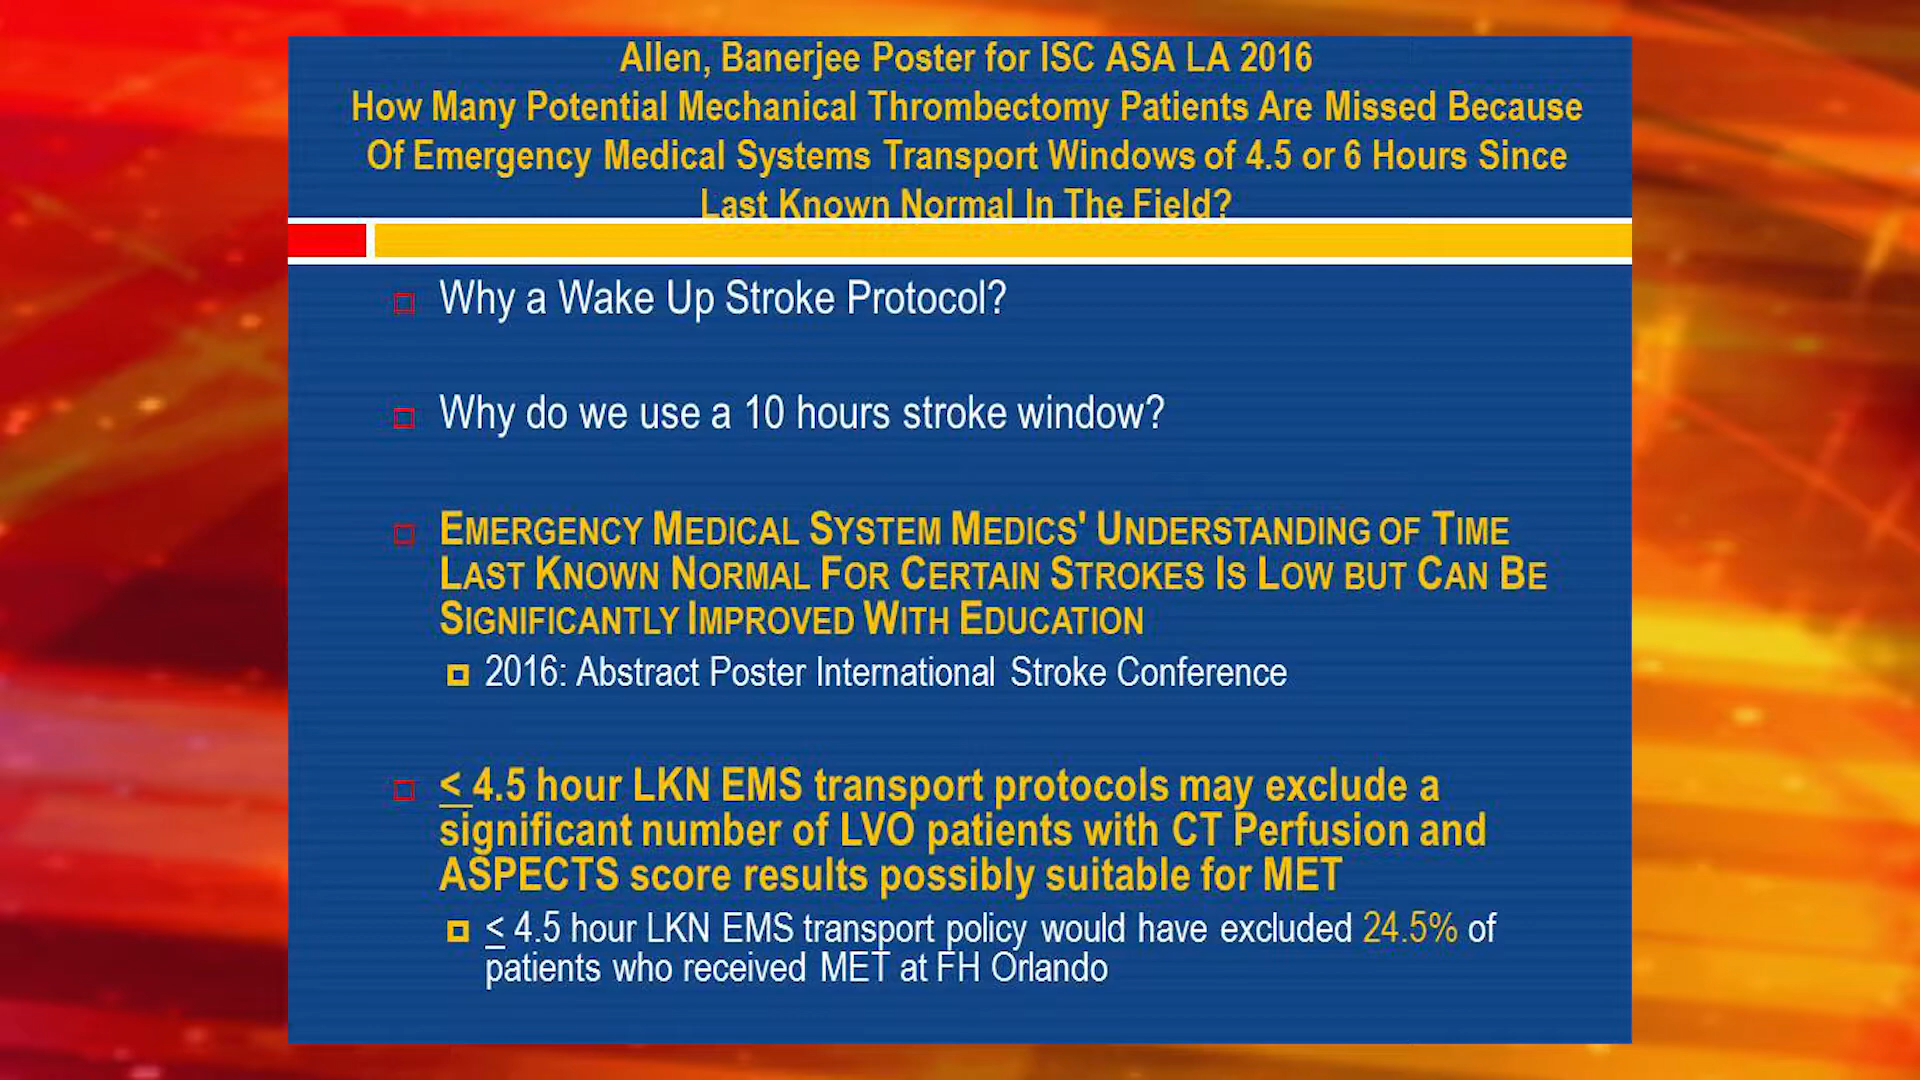 Allen, Banerjee Poster for ISC ASA LA 2016
How Many Potential Mechanical Thrombectomy Patients Are Missed Because
Of Emergency Medical Systems Transport Windows of 4.5 or 6 Hours Since
Last Known Normal In The Field?
Why a Wake Up Stroke Protocol?
Why do we use a 10 hours stroke window?
EMERGENCY MEDICAL SYSTEM MEDICS' UNDERSTANDING OF TIME
LAST KNOWN NORMAL FOR CERTAIN STROKES IS LOW BUT CAN BE
SIGNIFICANTLY IMPROVED WITH EDUCATION
2016: Abstract Poster International Stroke Conference
< 4.5 hour LKN EMS transport protocols may exclude a
significant number of LVO patients with CT Perfusion and
ASPECTS score results possibly suitable for MET
< 4.5 hour LKN EMS transport policy would have excluded 24.5% of
patients who received MET at FH Orlando